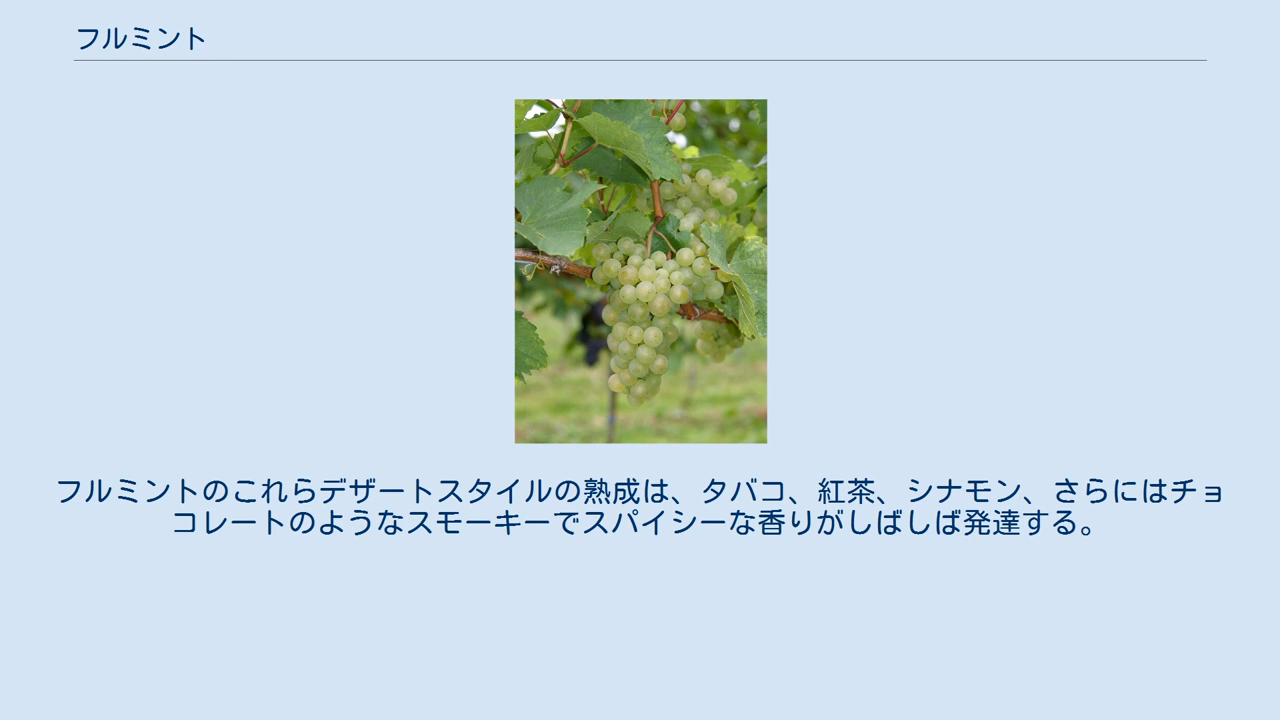 フルミント
フルミントのこれらデザートスタイルの熟成は、タバコ、紅茶、シナモン、さらにはチョ
コレートのようなスモーキーでスパイシーな香りがしばしば発達する。